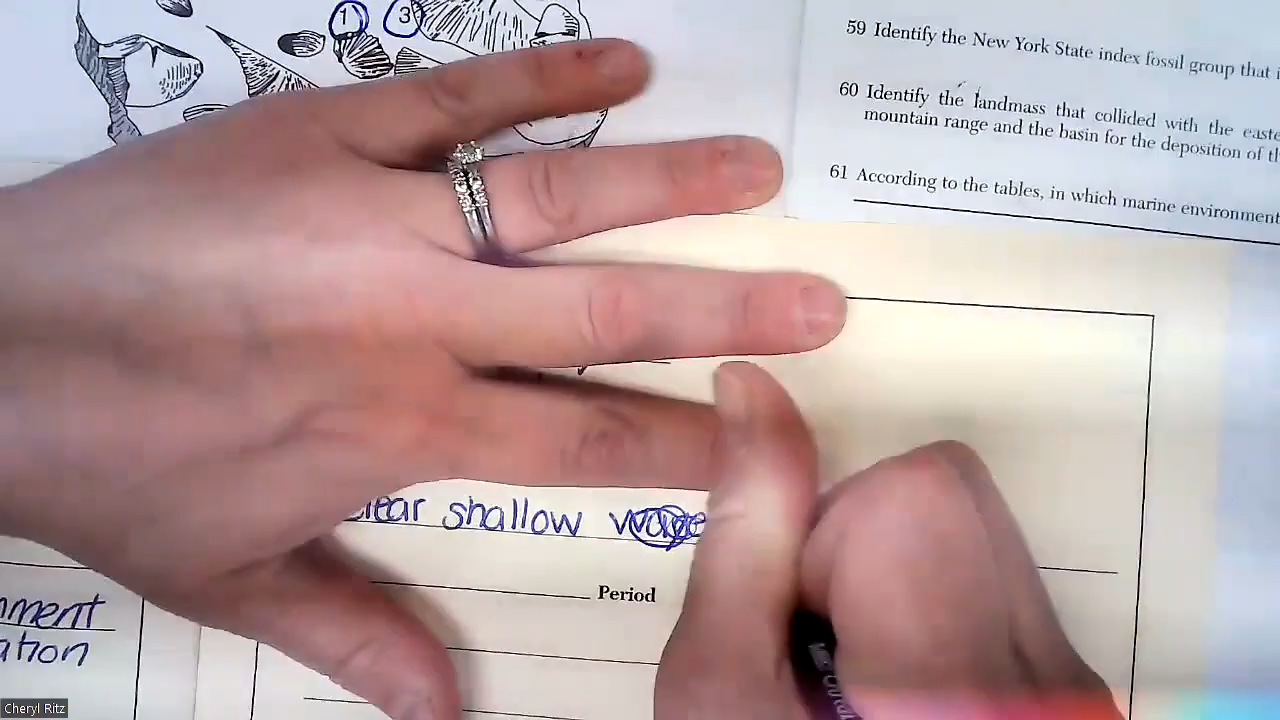 1 3
59 Identify the New York State index fossil group that i
60 Identify the landmass that collided with the easte
mountain range and the basin for the deposition of th
61 According to the tables, in which marine environment
clear shallow
Period
nment
ation
Cheryl Ritz